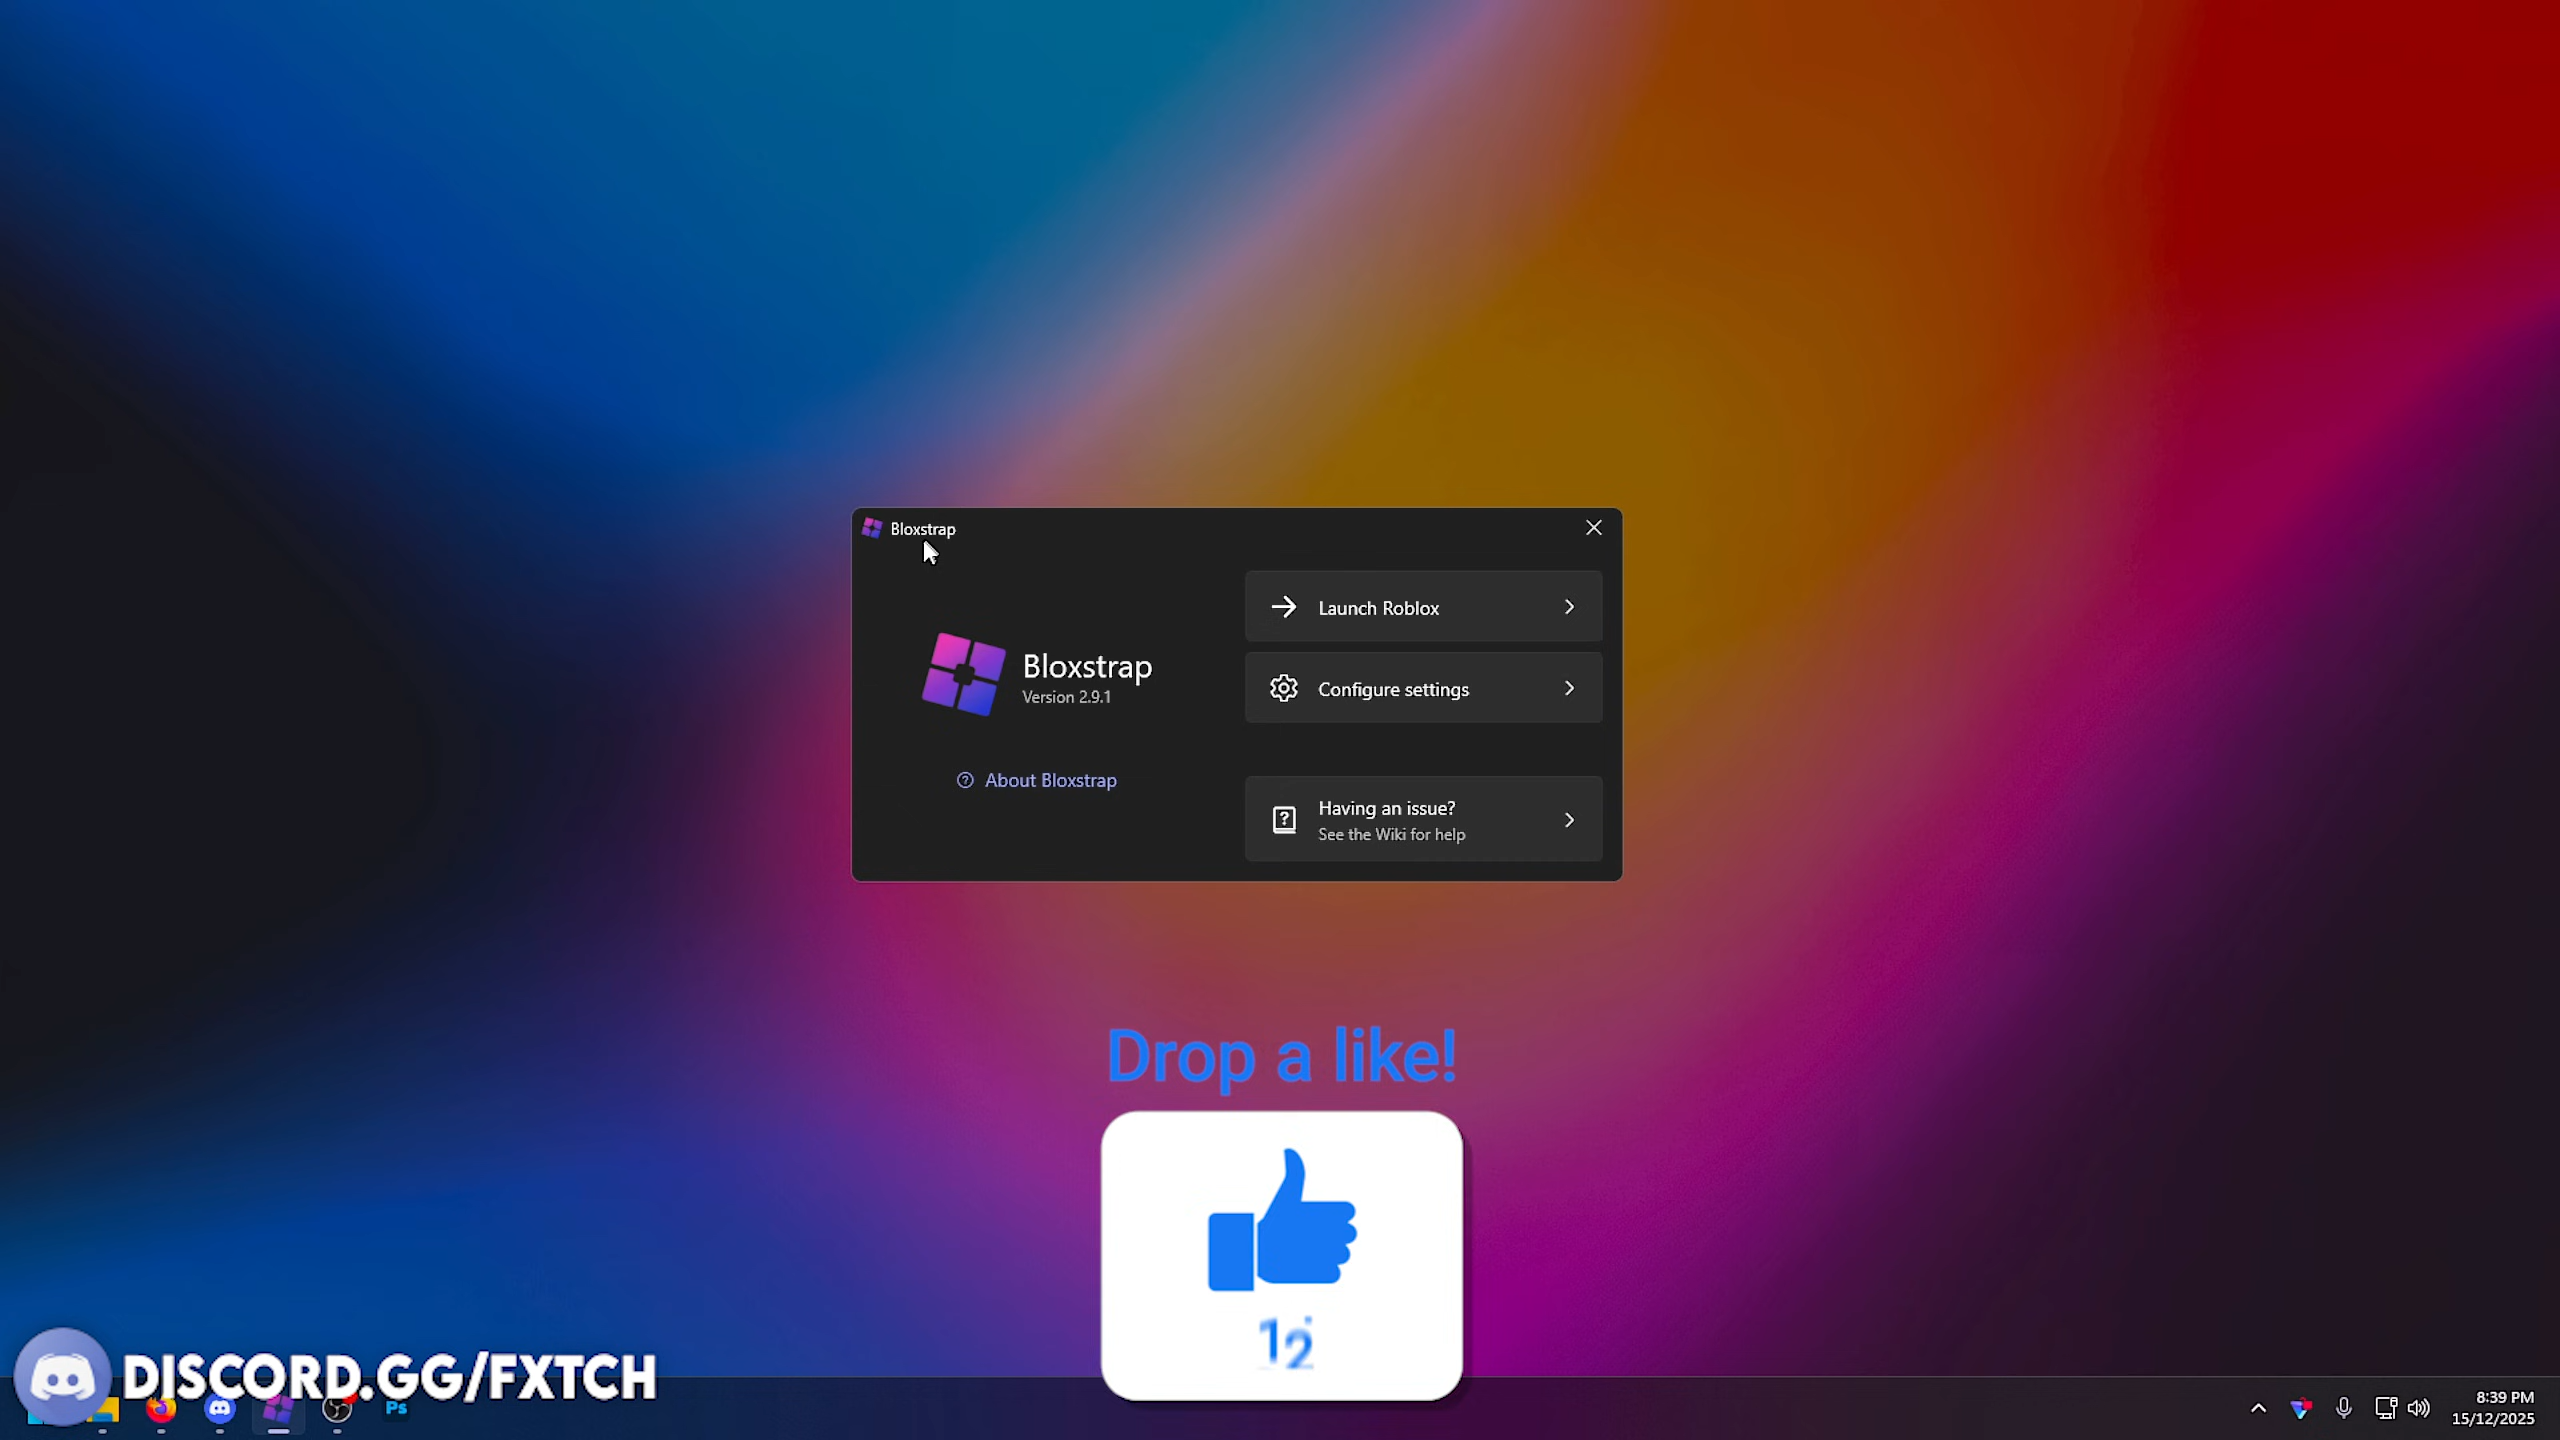 Bloxstrap
Launch Roblox
Bloxstrap
Version 2.9.1
Configure settings
About Bloxstrap
Having an issue?
See the Wiki for help
Drop a like!
12
DISCORD.GG/FXTCH
Ps
8:39 PM
15/12/2025